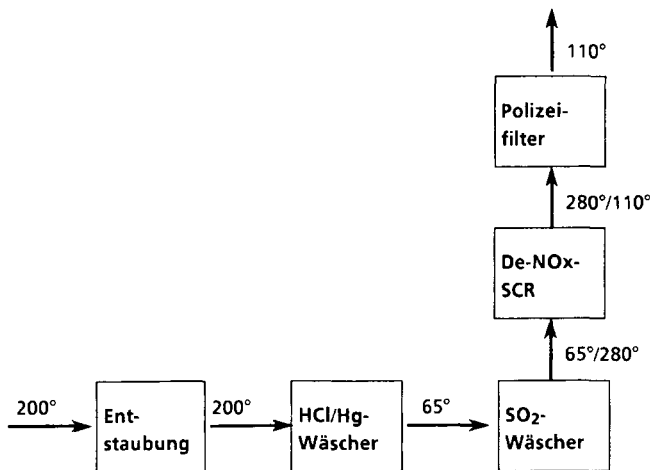 110°
Polizei-
filter
280°/110°
De-NOx-
SCR
65°/280°
200°
Ent-
staubung
200°
HCl/Hg-
Wäscher
65°
SO₂-
Wäscher